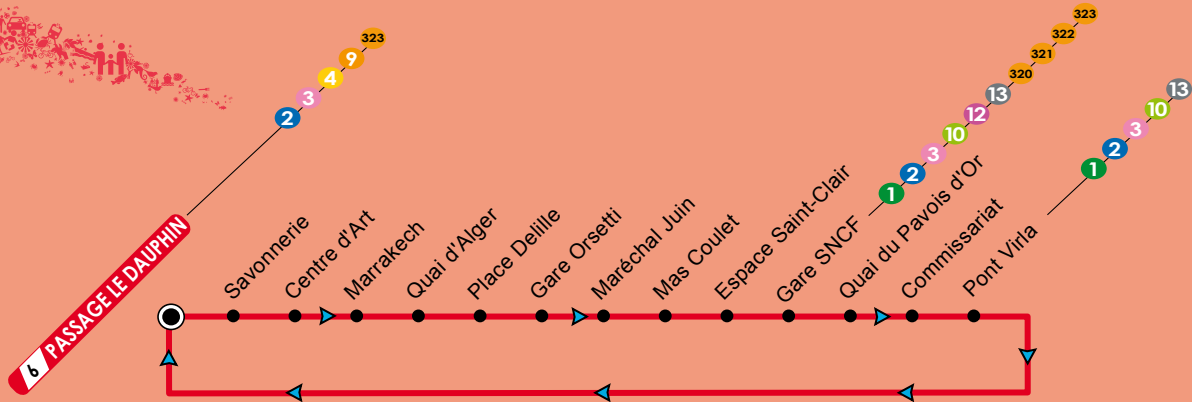 323
9
4
3
2
6 PASSAGE LE DAUPHIN
Savonnerie
Centre d'Art
Marrakech
Quai d'Alger
Place Delille
Gare Orsetti
Maréchal Juin
Mas Coulet
Espace Saint-Clair
Gare SNCF
1
2
3
10
12
13
320
321
322
323
Quai du Pavois d'Or
Commissariat
Pont Virla
1
2
3
10
13